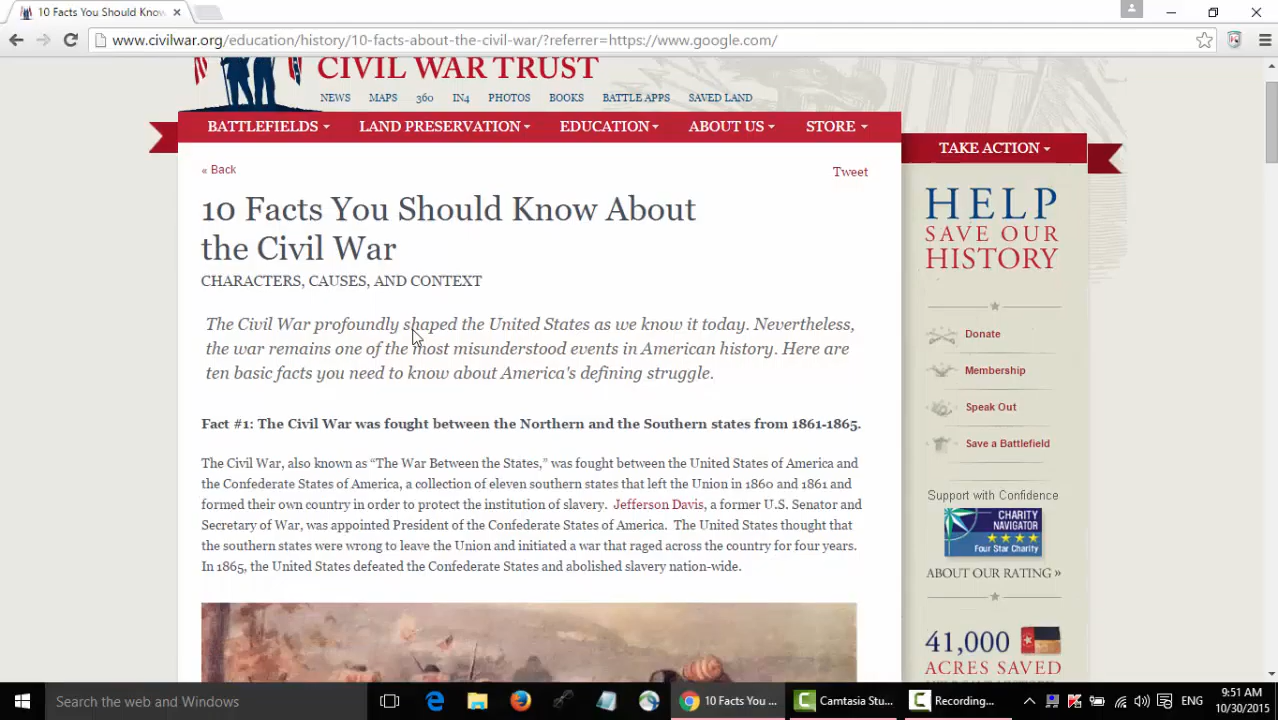 10 Facts You Should Know
www.civilwar.org/education/history/10-facts-about-the-civil-war/?referrer=https://www.google.com/
CIVIL WAR TRUST
NEWS MAPS 360 IN4 PHOTOS BOOKS BATTLE APPS SAVED LAND
BATTLEFIELDS LAND PRESERVATION EDUCATION ABOUT US STORE
TAKE ACTION
« Back
Tweet
10 Facts You Should Know About
the Civil War
CHARACTERS, CAUSES, AND CONTEXT
The Civil War profoundly shaped the United States as we know it today. Nevertheless,
the war remains one of the most misunderstood events in American history. Here are
ten basic facts you need to know about America's defining struggle.
Fact #1: The Civil War was fought between the Northern and the Southern states from 1861-1865.
The Civil War, also known as “The War Between the States,” was fought between the United States of America and
the Confederate States of America, a collection of eleven southern states that left the Union in 1860 and 1861 and
formed their own country in order to protect the institution of slavery. Jefferson Davis, a former U.S. Senator and
Secretary of War, was appointed President of the Confederate States of America. The United States thought that
the southern states were wrong to leave the Union and initiated a war that raged across the country for four years.
In 1865, the United States defeated the Confederate States and abolished slavery nation-wide.
HELP
SAVE OUR
HISTORY
Donate
Membership
Speak Out
Save a Battlefield
Support with Confidence
CHARITY
NAVIGATOR
Four Star Charity
ABOUT OUR RATING »
41,000
ACRES SAVED
Search the web and Windows
10 Facts You ...
Camtasia Stu...
Recording...
ENG
9:51 AM
10/30/2015